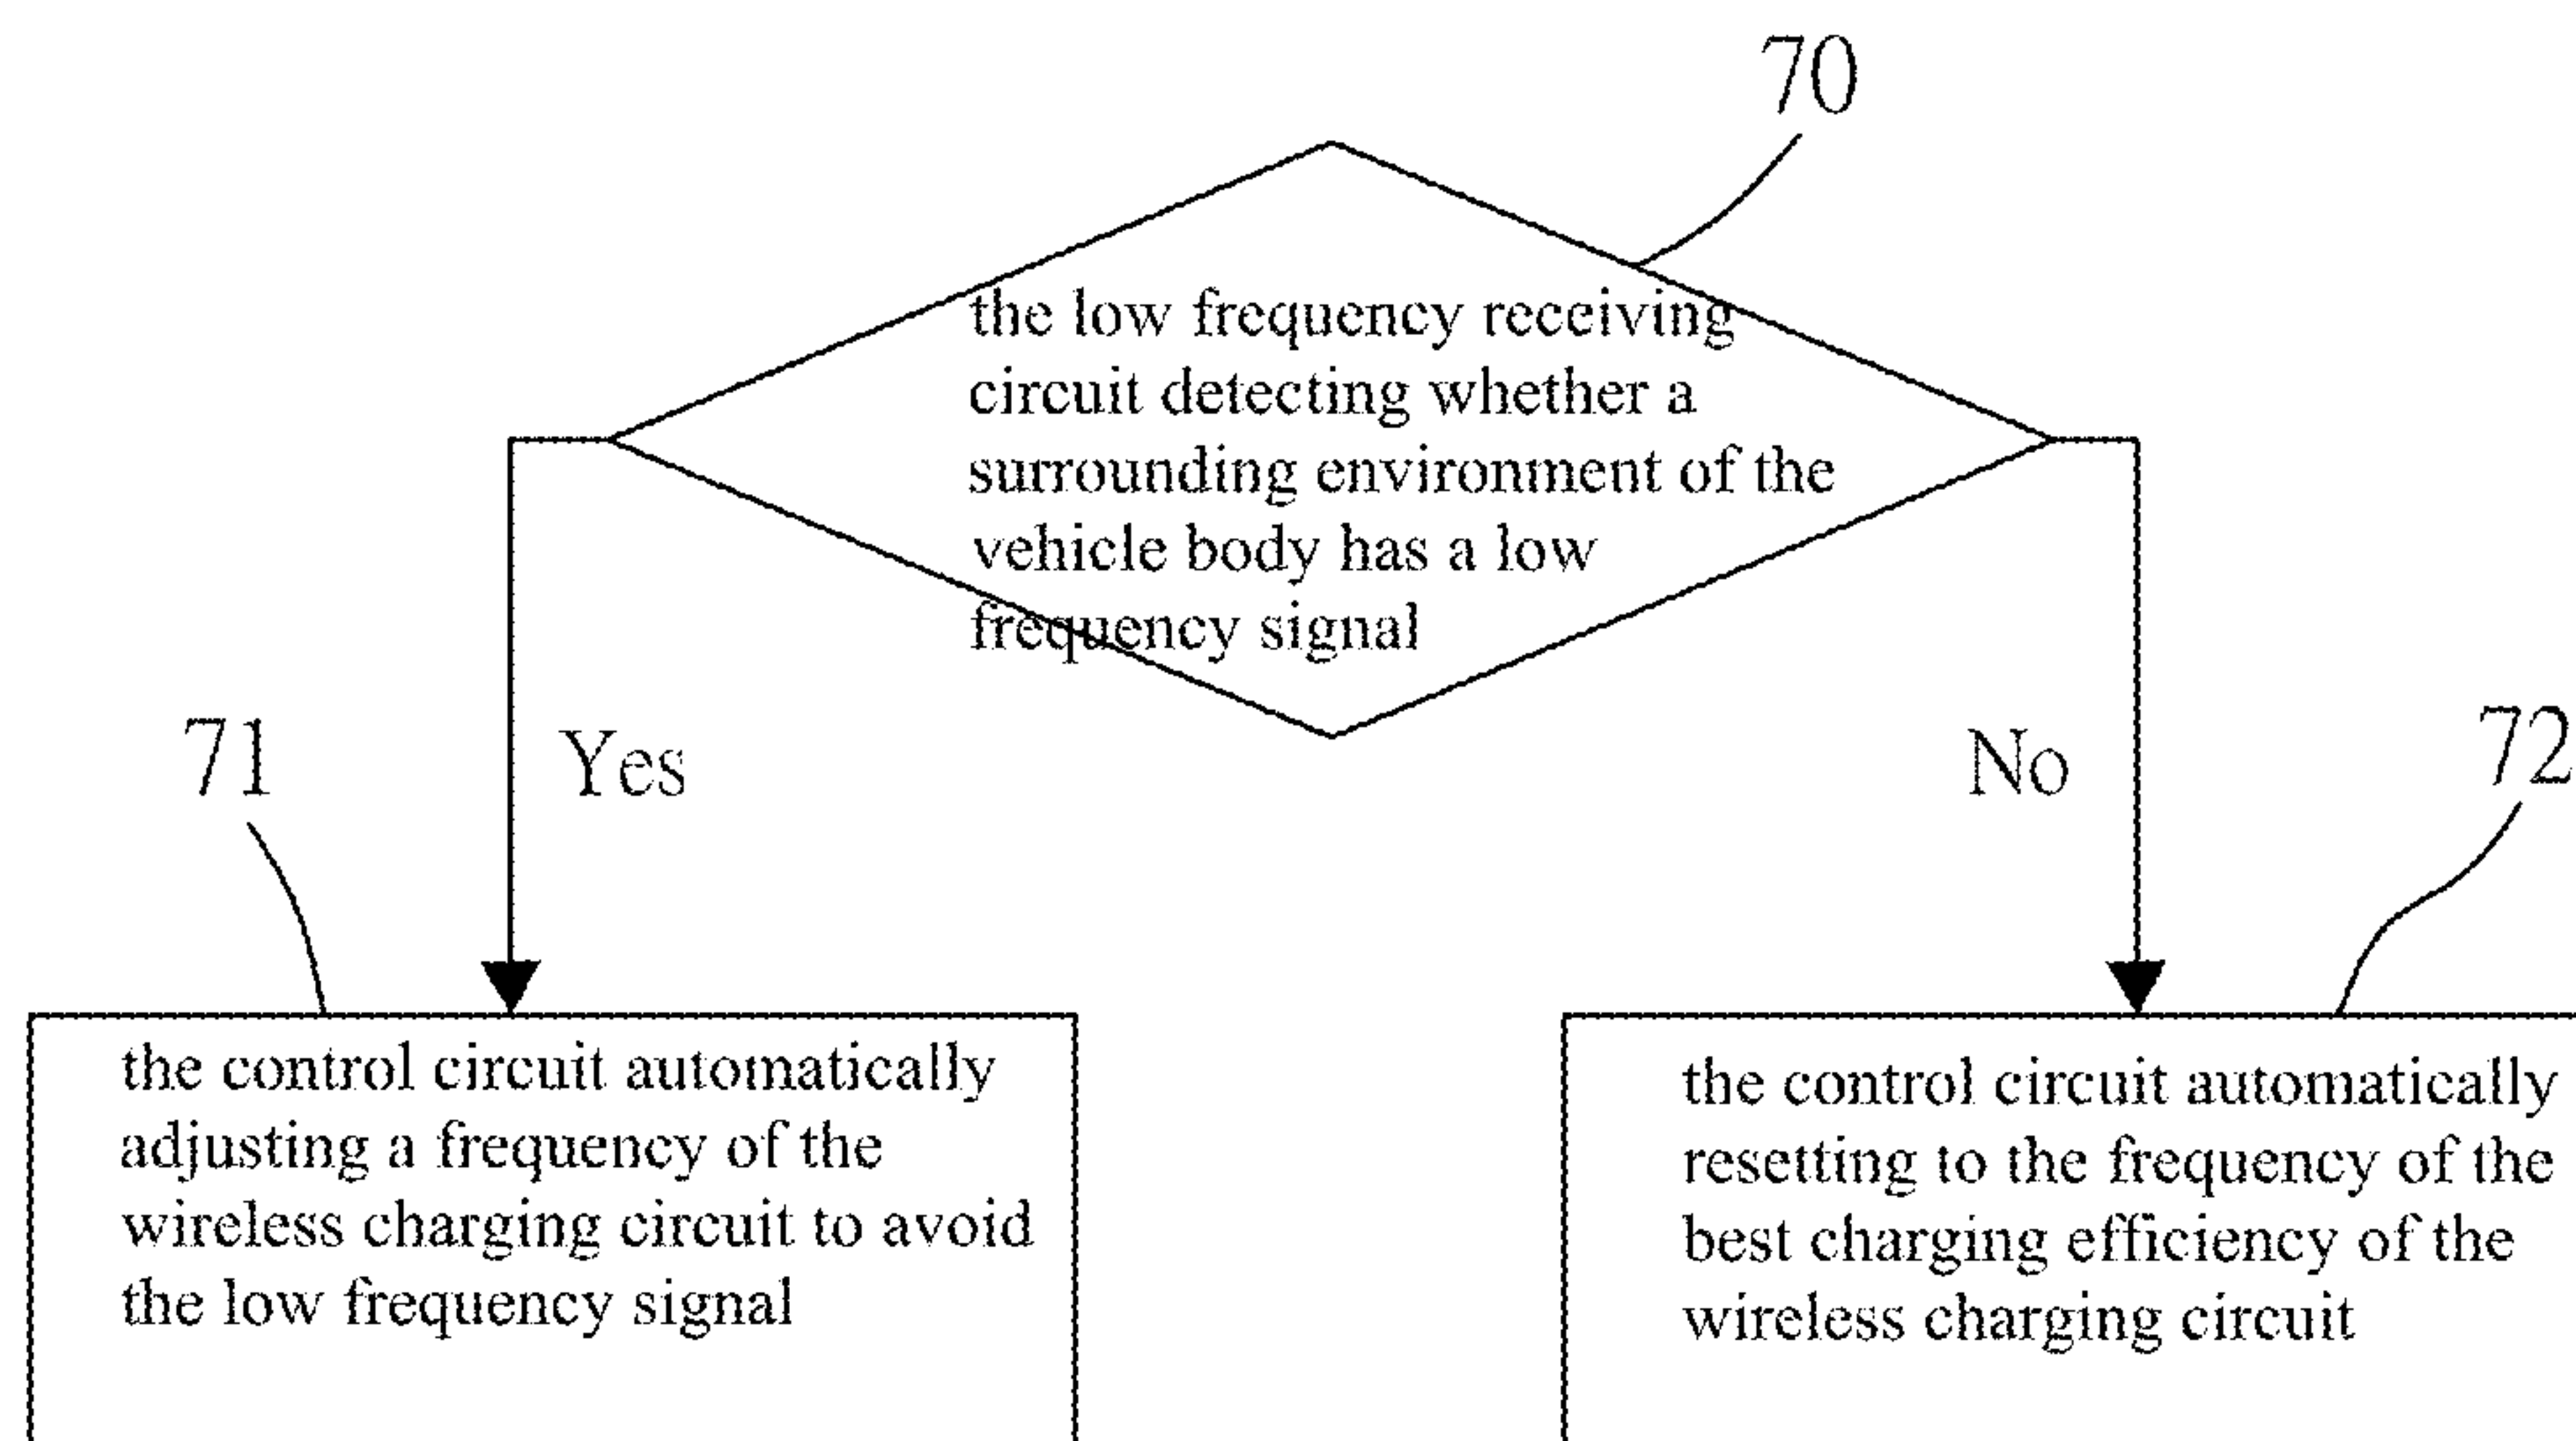 70
the low frequency receiving
circuit detecting whether a
surrounding environment of the
vehicle body has a low
frequency signal
71
Yes
No
72
the control circuit automatically
adjusting a frequency of the
wireless charging circuit to avoid
the low frequency signal
the control circuit automatically
resetting to the frequency of the
best charging efficiency of the
wireless charging circuit